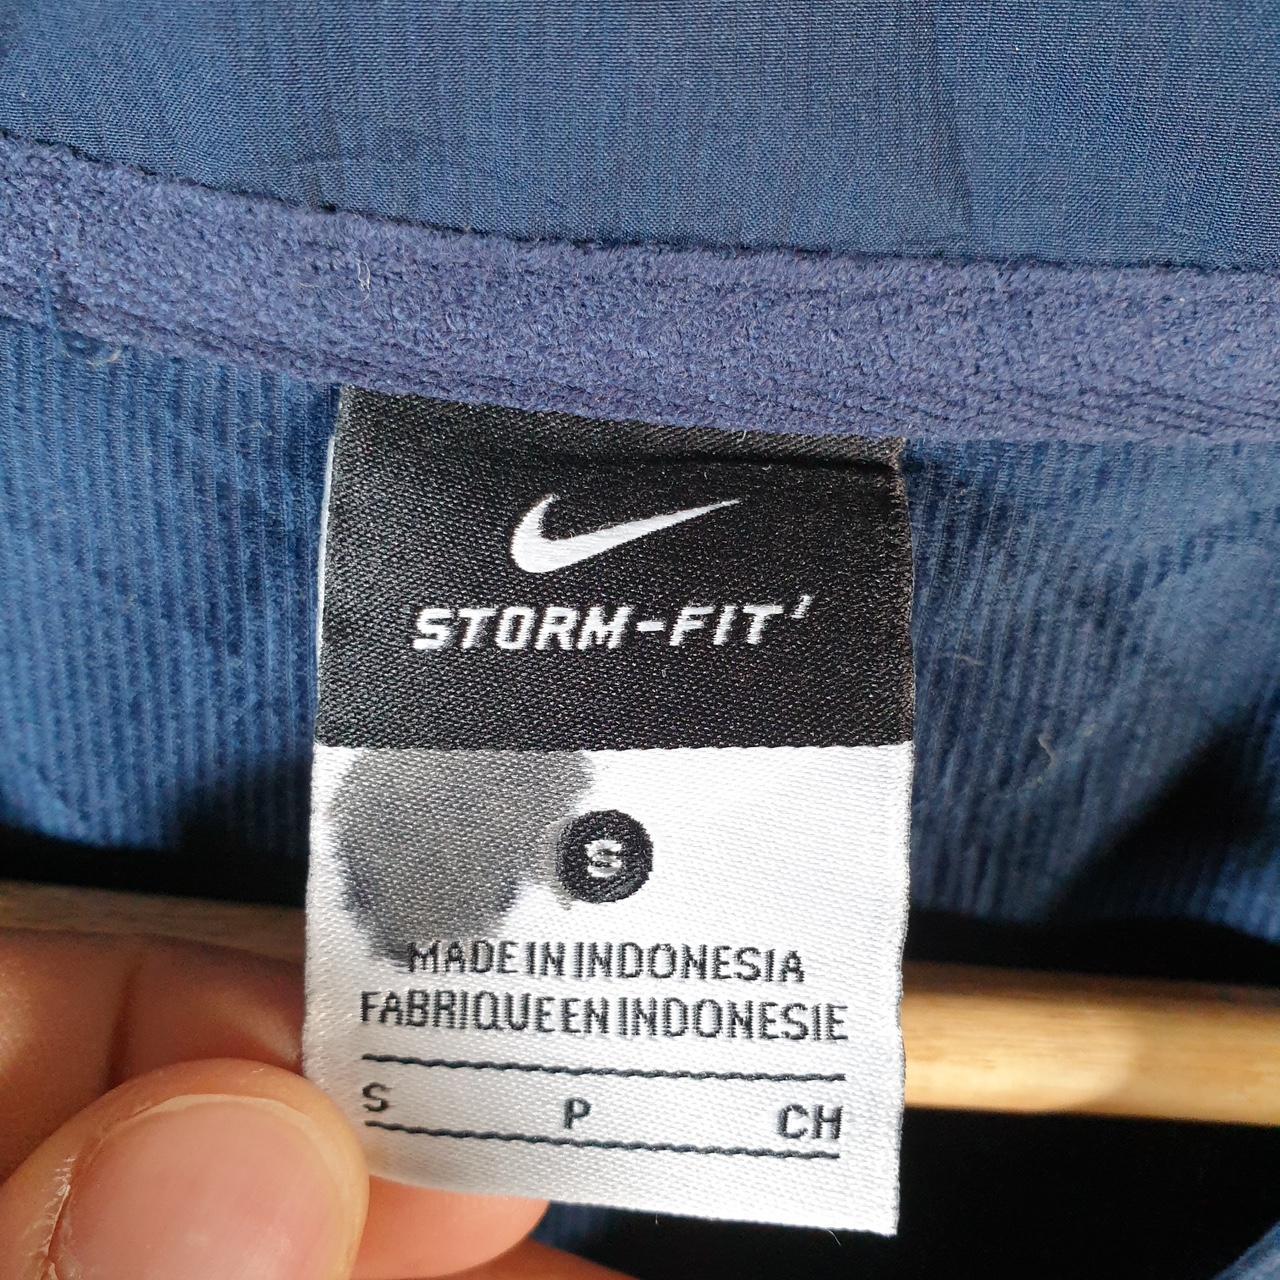 STORM-FIT'
S
MADE IN INDONESIA
FABRIQUE EN INDONESIE
S P CH